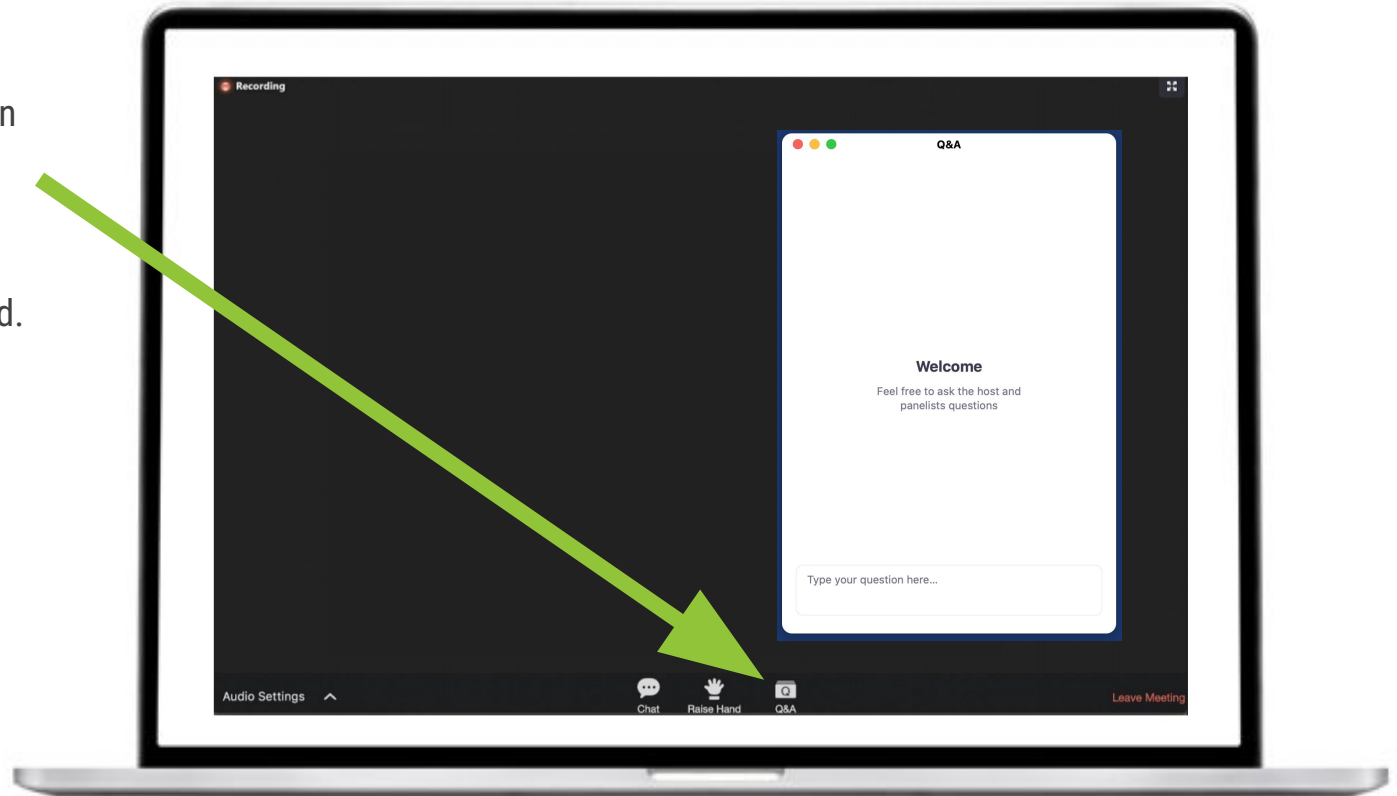 n
d.
Recording
Q&A
Welcome
Feel free to ask the host and
panelists questions
Type your question here...
Audio Settings
Chat
Raise Hand
Q
Q&A
Leave Meeting